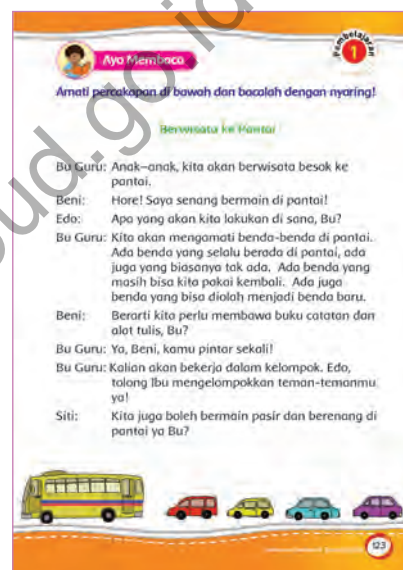 Pembelajaran
1
Ayo Membaca
Amati percakapan di bawah dan bacalah dengan nyaring!
Berwisata ke Pantai
Bu Guru: Anak–anak, kita akan berwisata besok ke
pantai.
Beni: Hore! Saya senang bermain di pantai!
Edo: Apa yang akan kita lakukan di sana, Bu?
Bu Guru: Kita akan mengamati benda-benda di pantai.
Ada benda yang selalu berada di pantai, ada
juga yang biasanya tak ada. Ada benda yang
masih bisa kita pakai kembali. Ada juga
benda yang bisa diolah menjadi benda baru.
Beni: Berarti kita perlu membawa buku catatan dan
alat tulis, Bu?
Bu Guru: Ya, Beni, kamu pintar sekali!
Bu Guru: Kalian akan bekerja dalam kelompok. Edo,
tolong Ibu mengelompokkan teman-temanmu
ya!
Siti: Kita juga boleh bermain pasir dan berenang di
pantai ya Bu?
123
ud.go.id